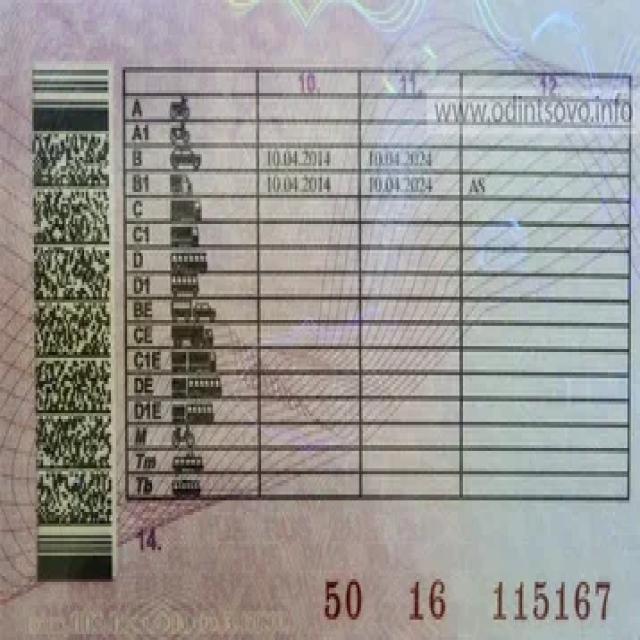 10. 11. 12.
www.odintsovo.info
A
A1
B 10.04.2014 10.04.2024
B1 10.04.2014 10.04.2024 AS
C
C1
D
D1
BE
CE
C1E
DE
D1E
M
Tm
Tb
14.
50 16 115167